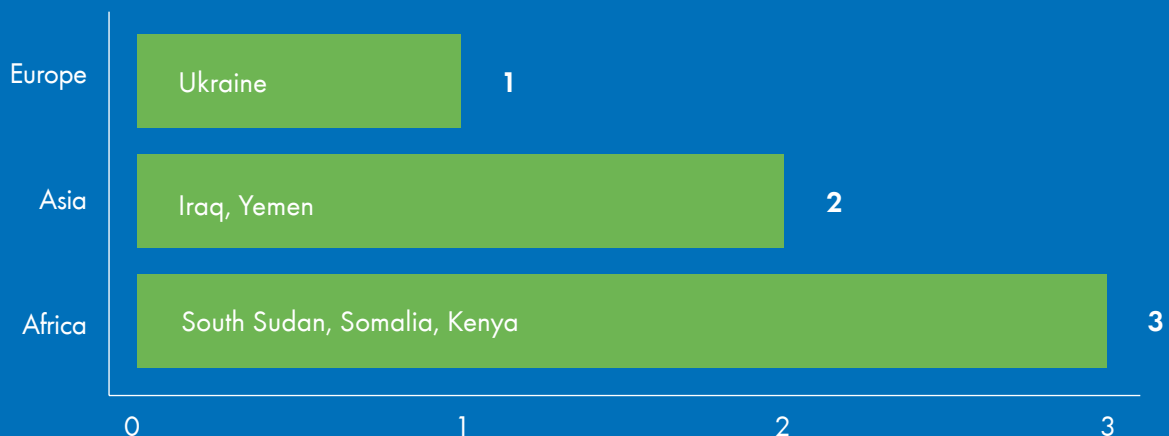 Europe Ukraine 1
Asia Iraq, Yemen 2
Africa South Sudan, Somalia, Kenya 3
0 1 2 3